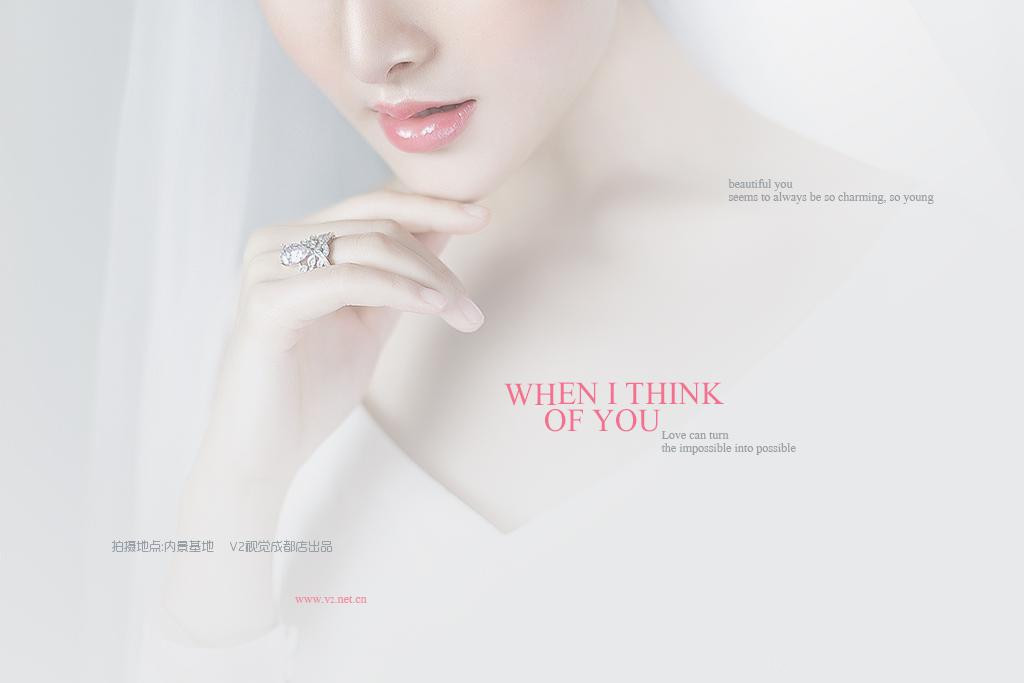 beautiful you
seems to always be so charming, so young
WHEN I THINK
OF YOU
Love can turn
the impossible into possible
拍摄地点:内景基地 V2视觉成都店出品
www.v2.net.cn